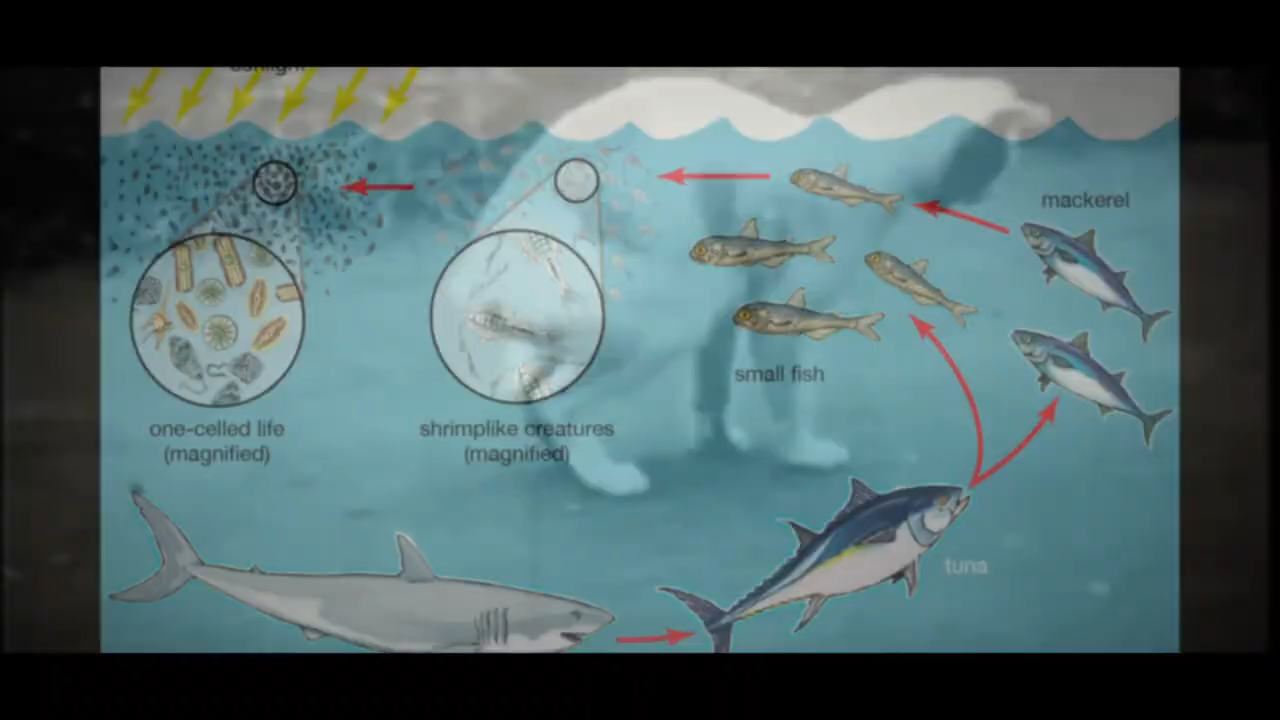 mackerel
small fish
one-celled life
(magnified)
shrimplike creatures
(magnified)
tuna